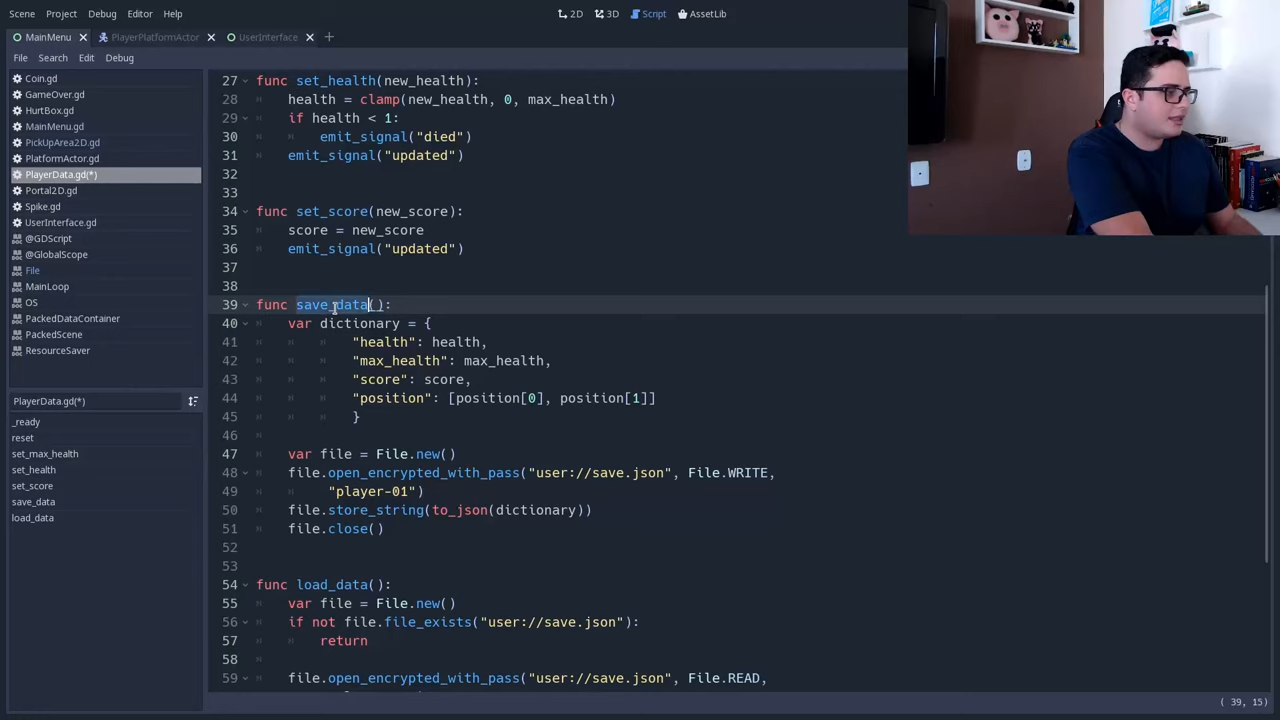 Scene Project Debug Editor Help
2D 3D Script AssetLib
MainMenu PlayerPlatformActor UserInterface
File Search Edit Debug
Coin.gd
GameOver.gd
HurtBox.gd
MainMenu.gd
PickUpArea2D.gd
PlatformActor.gd
PlayerData.gd(*)
Portal2D.gd
Spike.gd
UserInterface.gd
@GDScript
@GlobalScope
File
MainLoop
OS
PackedDataContainer
PackedScene
ResourceSaver
PlayerData.gd(*)
_ready
reset
set_max_health
set_health
set_score
save_data
load_data
27 func set_health(new_health):
28 health = clamp(new_health, 0, max_health)
29 if health < 1:
30 emit_signal("died")
31 emit_signal("updated")
32
33
34 func set_score(new_score):
35 score = new_score
36 emit_signal("updated")
37
38
39 func save_data():
40 var dictionary = {
41 "health": health,
42 "max_health": max_health,
43 "score": score,
44 "position": [position[0], position[1]]
45 }
46
47 var file = File.new()
48 file.open_encrypted_with_pass("user://save.json", File.WRITE,
49 "player-01")
50 file.store_string(to_json(dictionary))
51 file.close()
52
53
54 func load_data():
55 var file = File.new()
56 if not file.file_exists("user://save.json"):
57 return
58
59 file.open_encrypted_with_pass("user://save.json", File.READ,
( 39, 15)